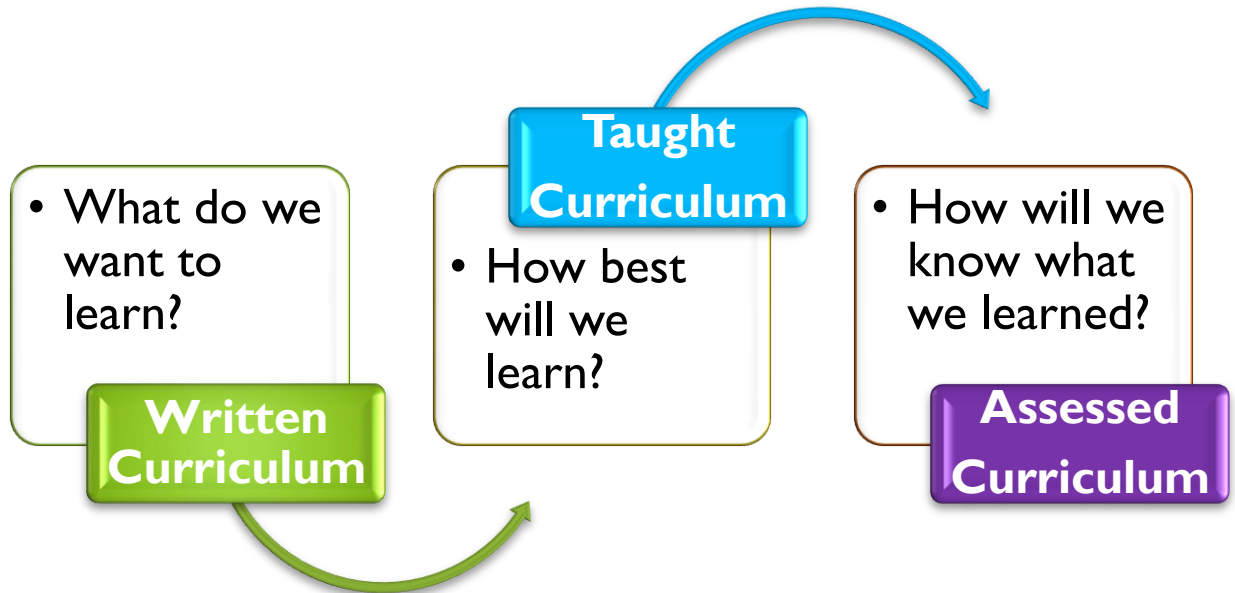 • What do we
want to
learn?
Written
Curriculum
Taught
Curriculum
• How best
will we
learn?
• How will we
know what
we learned?
Assessed
Curriculum